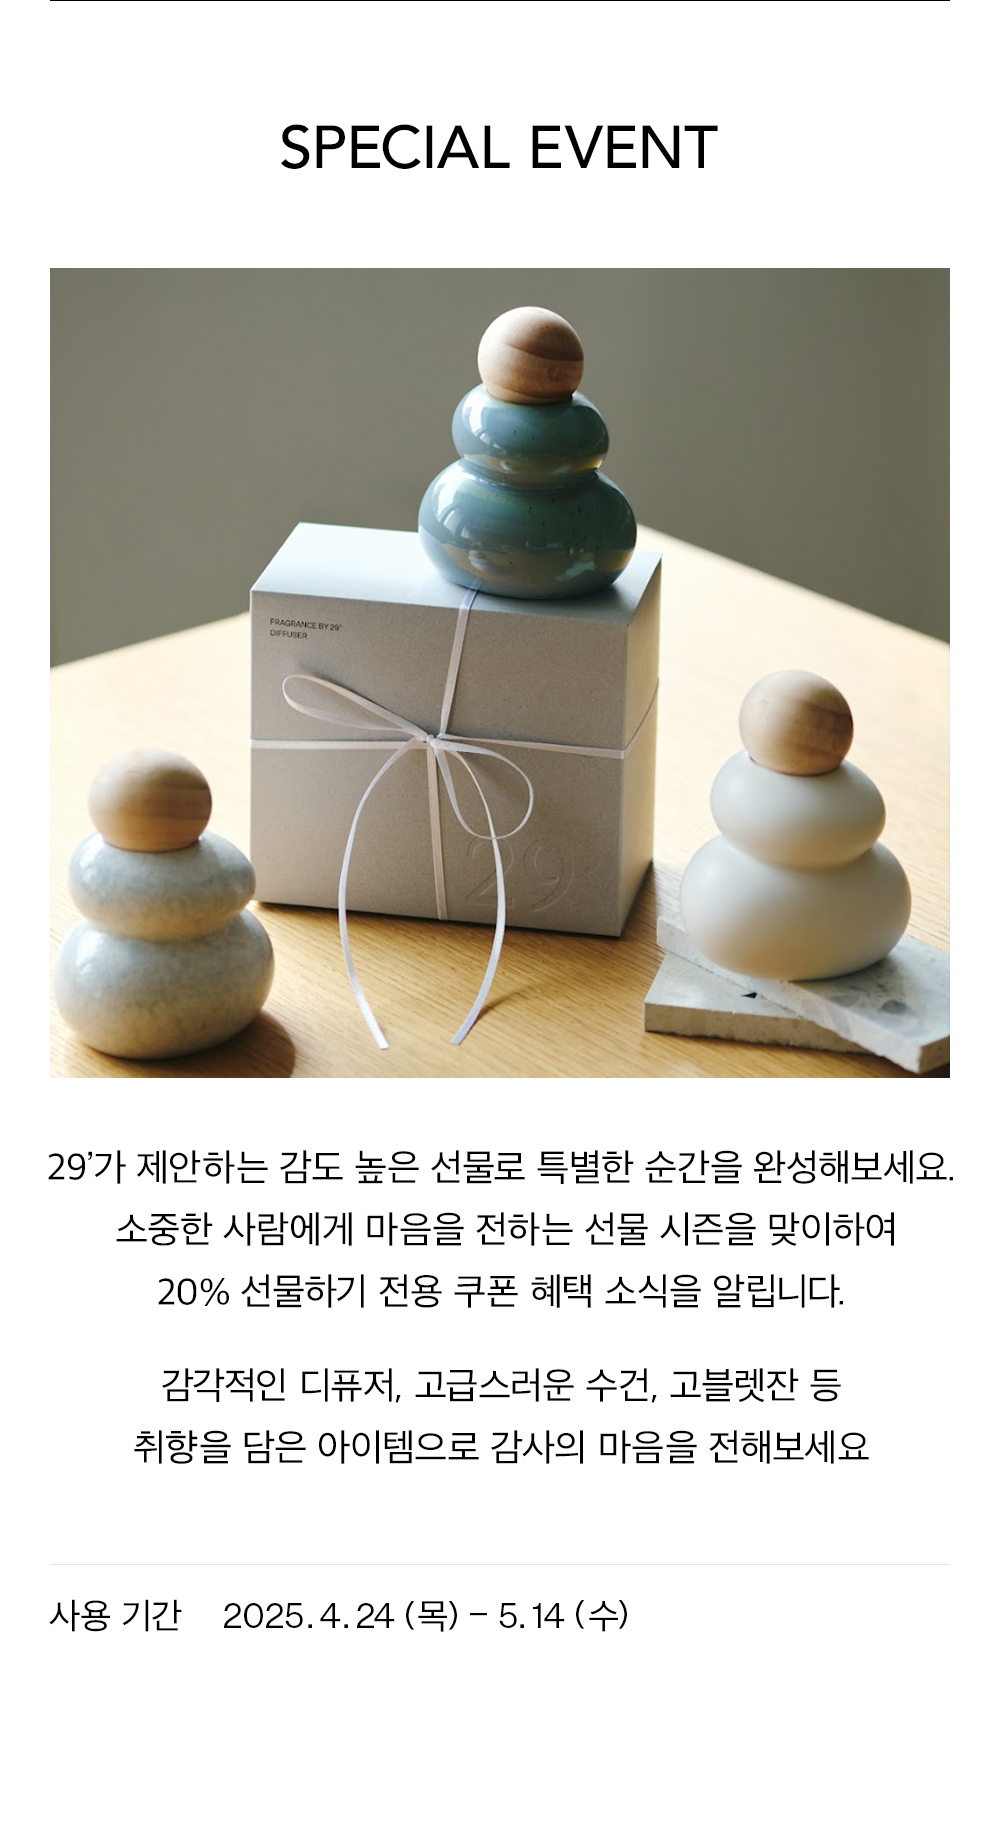 SPECIAL EVENT
FRAGRANCE BY 29'
DIFFUSER
29'
29’가 제안하는 감도 높은 선물로 특별한 순간을 완성해보세요.
소중한 사람에게 마음을 전하는 선물 시즌을 맞이하여
20% 선물하기 전용 쿠폰 혜택 소식을 알립니다.
감각적인 디퓨저, 고급스러운 수건, 고블렛잔 등
취향을 담은 아이템으로 감사의 마음을 전해보세요
사용 기간 2025. 4. 24 (목) – 5. 14 (수)